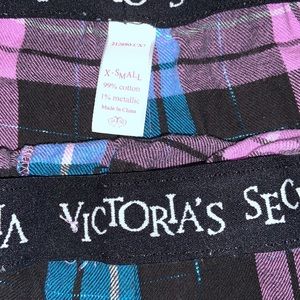 X-SMALL
99% cotton
1% metallic
Made in China
VICTORIA'S SEC